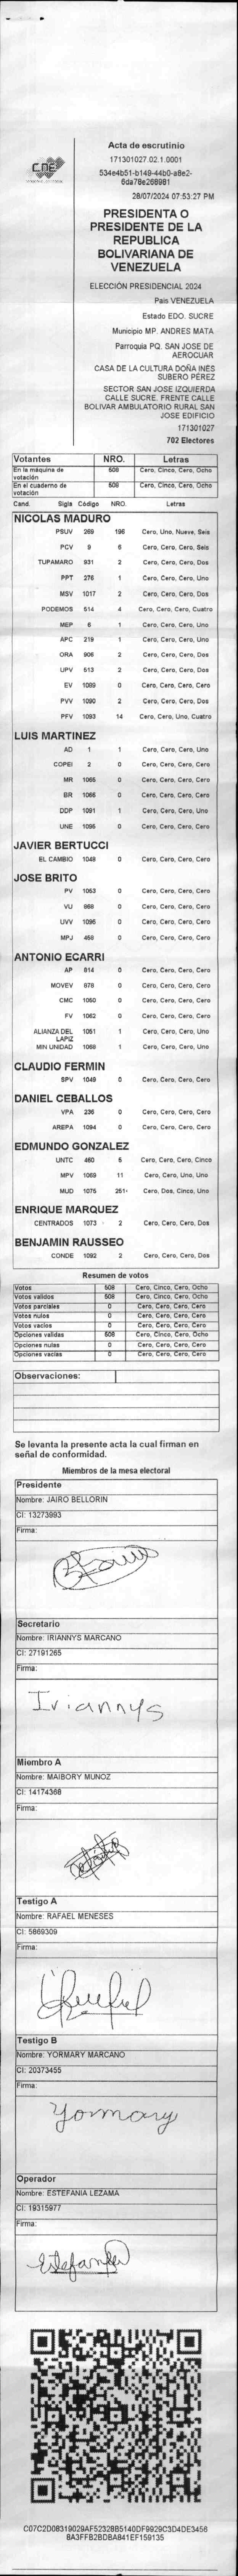 CNE
Acta de escrutinio
171301027.02.1.0001
534e4b51-b149-44b0-a8e2-
6da78e268981
28/07/2024 07:53:27 PM
PRESIDENTA O
PRESIDENTE DE LA
REPUBLICA
BOLIVARIANA DE
VENEZUELA
ELECCIÓN PRESIDENCIAL 2024
País VENEZUELA
Estado EDO. SUCRE
Municipio MP. ANDRES MATA
Parroquia PQ. SAN JOSE DE
AEROCUAR
CASA DE LA CULTURA DOÑA INES
SUBERO PEREZ
SECTOR SAN JOSE IZQUIERDA
CALLE SUCRE. FRENTE CALLE
BOLIVAR AMBULATORIO RURAL SAN
JOSE EDIFICIO
171301027
702 Electores
Votantes NRO. Letras
En la máquina de votación 508 Cero, Cinco, Cero, Ocho
En el cuaderno de votación 508 Cero, Cinco, Cero, Ocho
Cand. Sigla Código NRO. Letras
NICOLAS MADURO
PSUV 269 196 Cero, Uno, Nueve, Seis
PCV 9 6 Cero, Cero, Cero, Seis
TUPAMARO 931 2 Cero, Cero, Cero, Dos
PPT 276 1 Cero, Cero, Cero, Uno
MSV 1017 2 Cero, Cero, Cero, Dos
PODEMOS 514 4 Cero, Cero, Cero, Cuatro
MEP 6 1 Cero, Cero, Cero, Uno
APC 219 1 Cero, Cero, Cero, Uno
ORA 906 2 Cero, Cero, Cero, Dos
UPV 513 2 Cero, Cero, Cero, Dos
EV 1089 0 Cero, Cero, Cero, Cero
PVV 1090 2 Cero, Cero, Cero, Dos
PFV 1093 14 Cero, Cero, Uno, Cuatro
LUIS MARTINEZ
AD 1 1 Cero, Cero, Cero, Uno
COPEI 2 0 Cero, Cero, Cero, Cero
MR 1065 0 Cero, Cero, Cero, Cero
BR 1066 0 Cero, Cero, Cero, Cero
DDP 1091 1 Cero, Cero, Cero, Uno
UNE 1095 0 Cero, Cero, Cero, Cero
JAVIER BERTUCCI
EL CAMBIO 1048 0 Cero, Cero, Cero, Cero
JOSE BRITO
PV 1053 0 Cero, Cero, Cero, Cero
VU 868 0 Cero, Cero, Cero, Cero
UVV 1096 0 Cero, Cero, Cero, Cero
MPJ 458 0 Cero, Cero, Cero, Cero
ANTONIO ECARRI
AP 814 0 Cero, Cero, Cero, Cero
MOVEV 878 0 Cero, Cero, Cero, Cero
CMC 1050 0 Cero, Cero, Cero, Cero
FV 1062 0 Cero, Cero, Cero, Cero
ALIANZA DEL LAPIZ 1051 1 Cero, Cero, Cero, Uno
MIN UNIDAD 1068 1 Cero, Cero, Cero, Uno
CLAUDIO FERMIN
SPV 1049 0 Cero, Cero, Cero, Cero
DANIEL CEBALLOS
VPA 236 0 Cero, Cero, Cero, Cero
AREPA 1094 0 Cero, Cero, Cero, Cero
EDMUNDO GONZALEZ
UNTC 460 5 Cero, Cero, Cero, Cinco
MPV 1069 11 Cero, Cero, Uno, Uno
MUD 1075 251 Cero, Dos, Cinco, Uno
ENRIQUE MARQUEZ
CENTRADOS 1073 2 Cero, Cero, Cero, Dos
BENJAMIN RAUSSEO
CONDE 1092 2 Cero, Cero, Cero, Dos
Resumen de votos
Votos 508 Cero, Cinco, Cero, Ocho
Votos validos 508 Cero, Cinco, Cero, Ocho
Votos parciales 0 Cero, Cero, Cero, Cero
Votos nulos 0 Cero, Cero, Cero, Cero
Votos vacíos 0 Cero, Cero, Cero, Cero
Opciones validas 508 Cero, Cinco, Cero, Ocho
Opciones nulas 0 Cero, Cero, Cero, Cero
Opciones vacías 0 Cero, Cero, Cero, Cero
Observaciones:
Se levanta la presente acta la cual firman en
señal de conformidad.
Miembros de la mesa electoral
Presidente
Nombre: JAIRO BELLORIN
CI: 13273993
Firma:
Secretario
Nombre: IRIANNYS MARCANO
CI: 27191265
Firma:
Iriannys
Miembro A
Nombre: MAIBORY MUNOZ
CI: 14174368
Firma:
Testigo A
Nombre: RAFAEL MENESES
CI: 5869309
Firma:
Testigo B
Nombre: YORMARY MARCANO
CI: 20373455
Firma:
Yormary
Operador
Nombre: ESTEFANIA LEZAMA
CI: 19315977
Firma:
C07C2D08319029AF52328B5140DF9929C3D4DE3456
8A3FFB2BDBA841EF159135